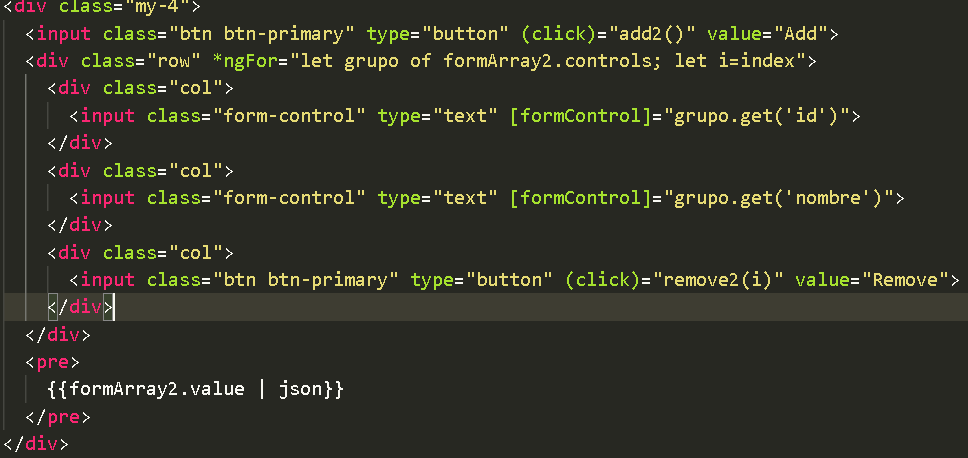 <div class="my-4">
<input class="btn btn-primary" type="button" (click)="add2()" value="Add">
<div class="row" *ngFor="let grupo of formArray2.controls; let i=index">
<div class="col">
<input class="form-control" type="text" [formControl]="grupo.get('id')">
</div>
<div class="col">
<input class="form-control" type="text" [formControl]="grupo.get('nombre')">
</div>
<div class="col">
<input class="btn btn-primary" type="button" (click)="remove2(i)" value="Remove">
</div>
</div>
<pre>
{{formArray2.value | json}}
</pre>
</div>